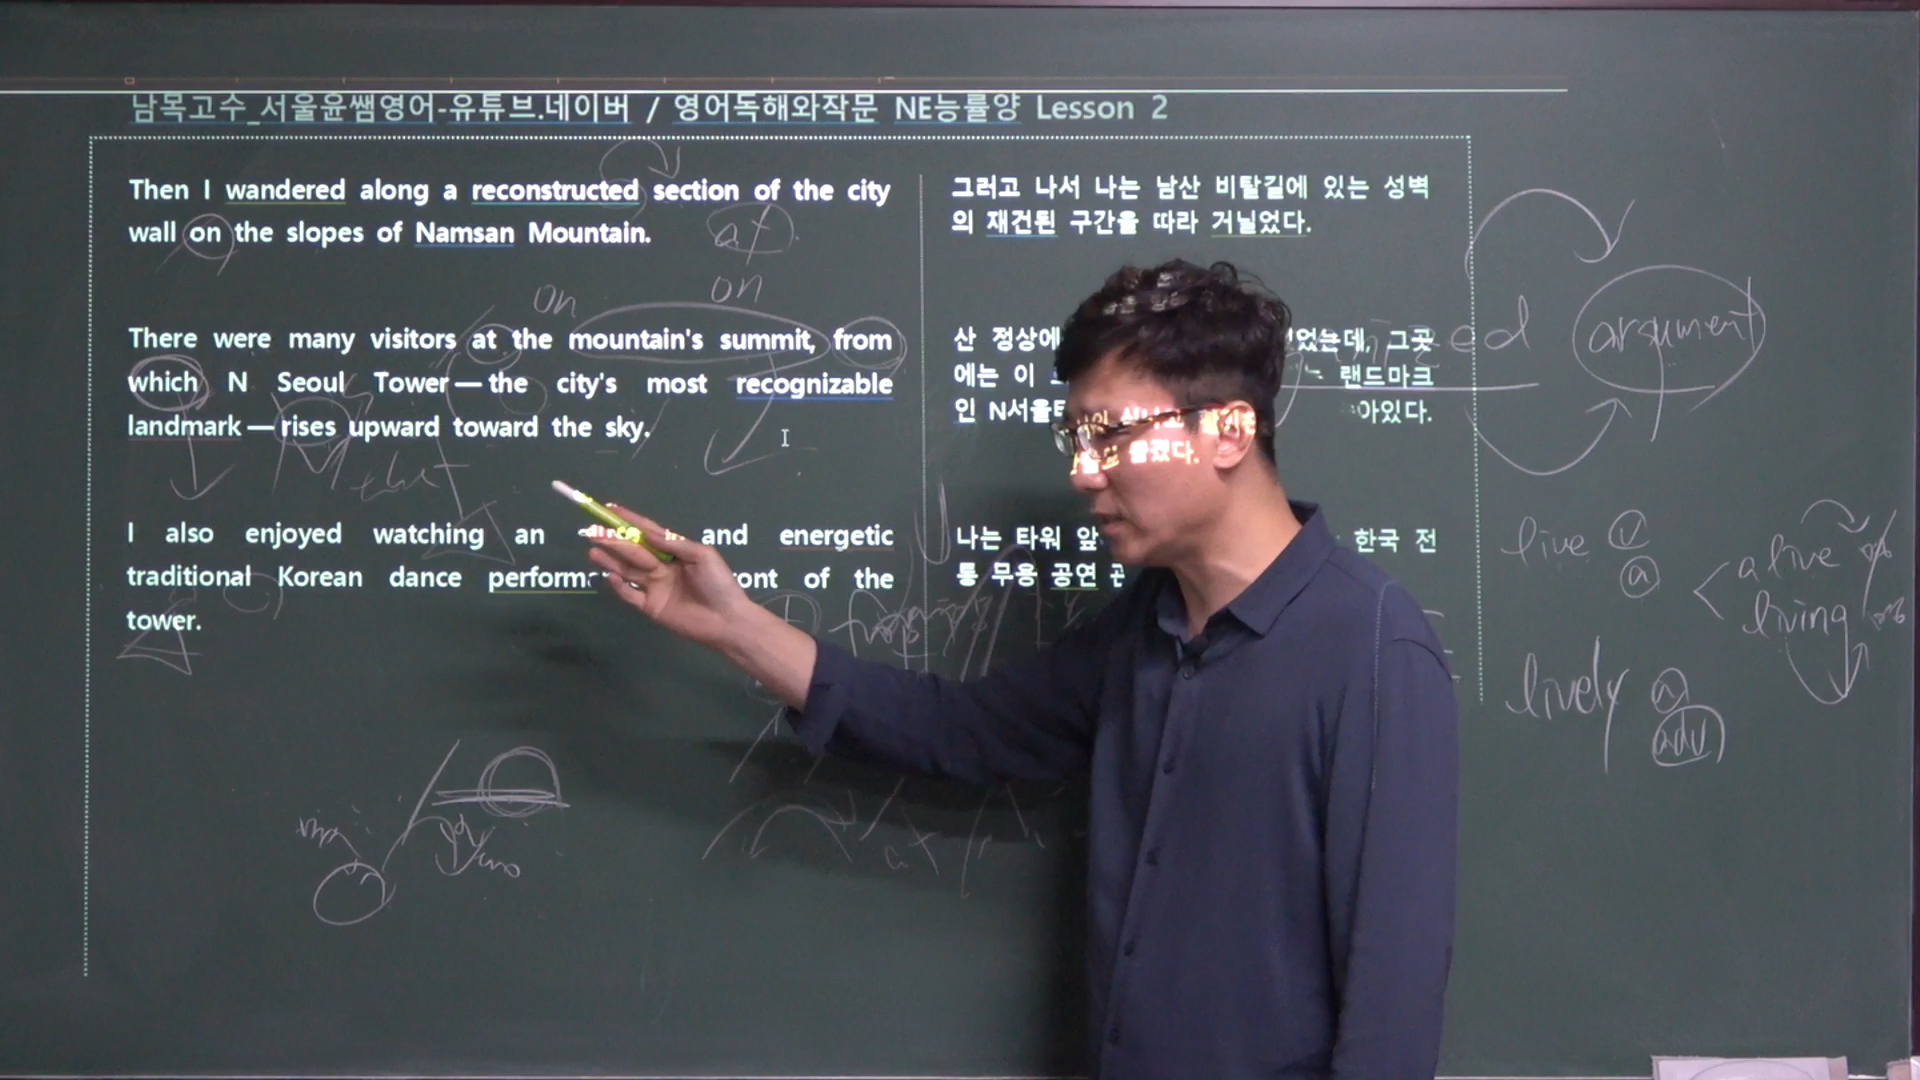 남목고수_서울윤쌤영어-유튜브.네이버 / 영어독해와작문 NE능률양 Lesson 2
Then I wandered along a reconstructed section of the city
wall on the slopes of Namsan Mountain.
at
on
on
There were many visitors at the mountain's summit, from
which N Seoul Tower—the city's most recognizable
landmark—rises upward toward the sky.
that
I also enjoyed watching an and energetic
traditional Korean dance of the
tower.
그러고 나서 나는 남산 비탈길에 있는 성벽
의 재건된 구간을 따라 거닐었다.
산 정상에 그곳
에는 이 랜드마크
인 N서울 아있다.
나는 타워 앞 한국 전
통 무용 공연
at
argument
live v
a
alive
living
lively a
adv